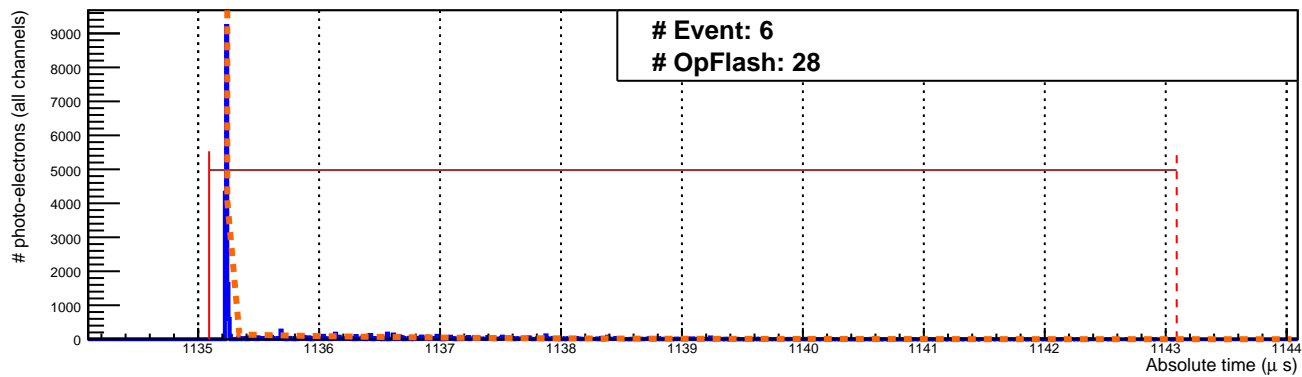 # Event: 6
# OpFlash: 28
# photo-electrons (all channels)
9000
8000
7000
6000
5000
4000
3000
2000
1000
0
1135 1136 1137 1138 1139 1140 1141 1142 1143 1144
Absolute time (μ s)